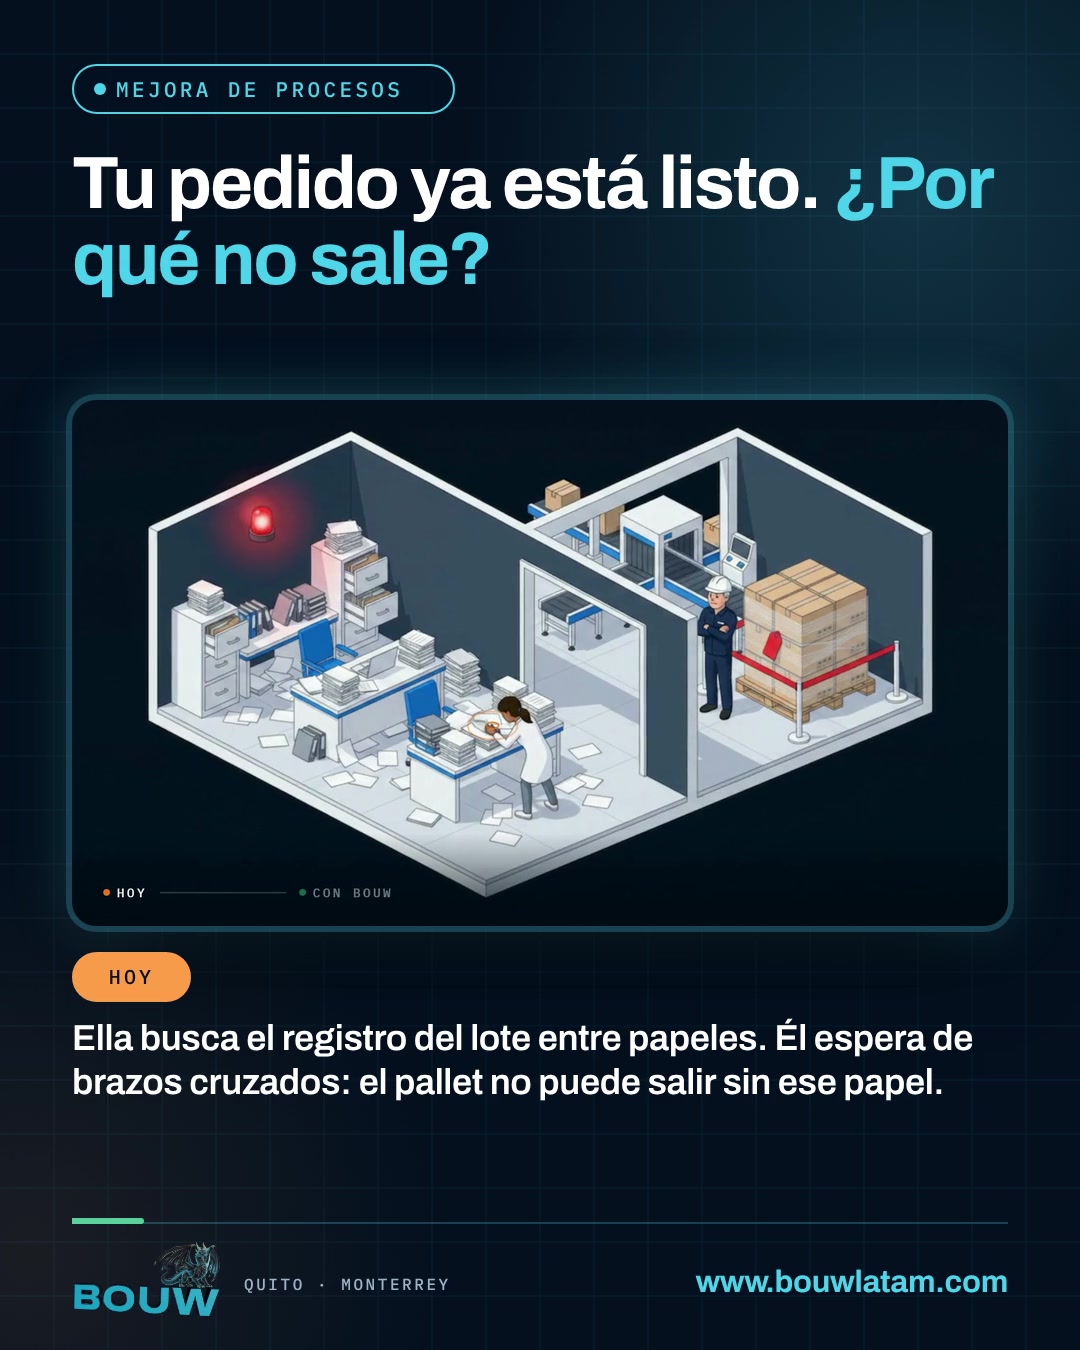 MEJORA DE PROCESOS
Tu pedido ya está listo. ¿Por
qué no sale?
HOY
CON BOUW
HOY
Ella busca el registro del lote entre papeles. Él espera de
brazos cruzados: el pallet no puede salir sin ese papel.
BOUW
QUITO · MONTERREY
www.bouwlatam.com